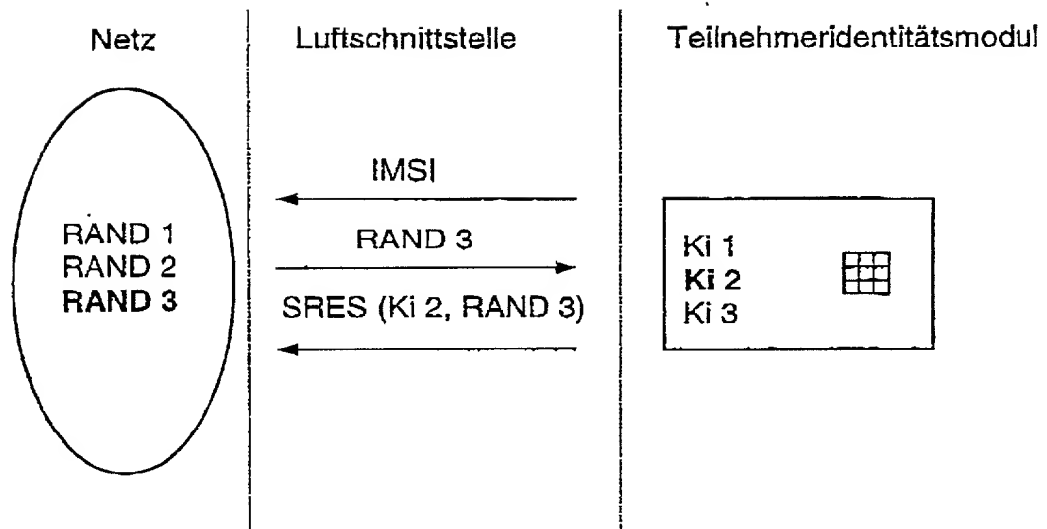 Netz
Luftschnittstelle
Teilnehmeridentitätsmodul
IMSI
RAND 1
RAND 2
RAND 3
RAND 3
SRES (Ki 2, RAND 3)
Ki 1
Ki 2
Ki 3